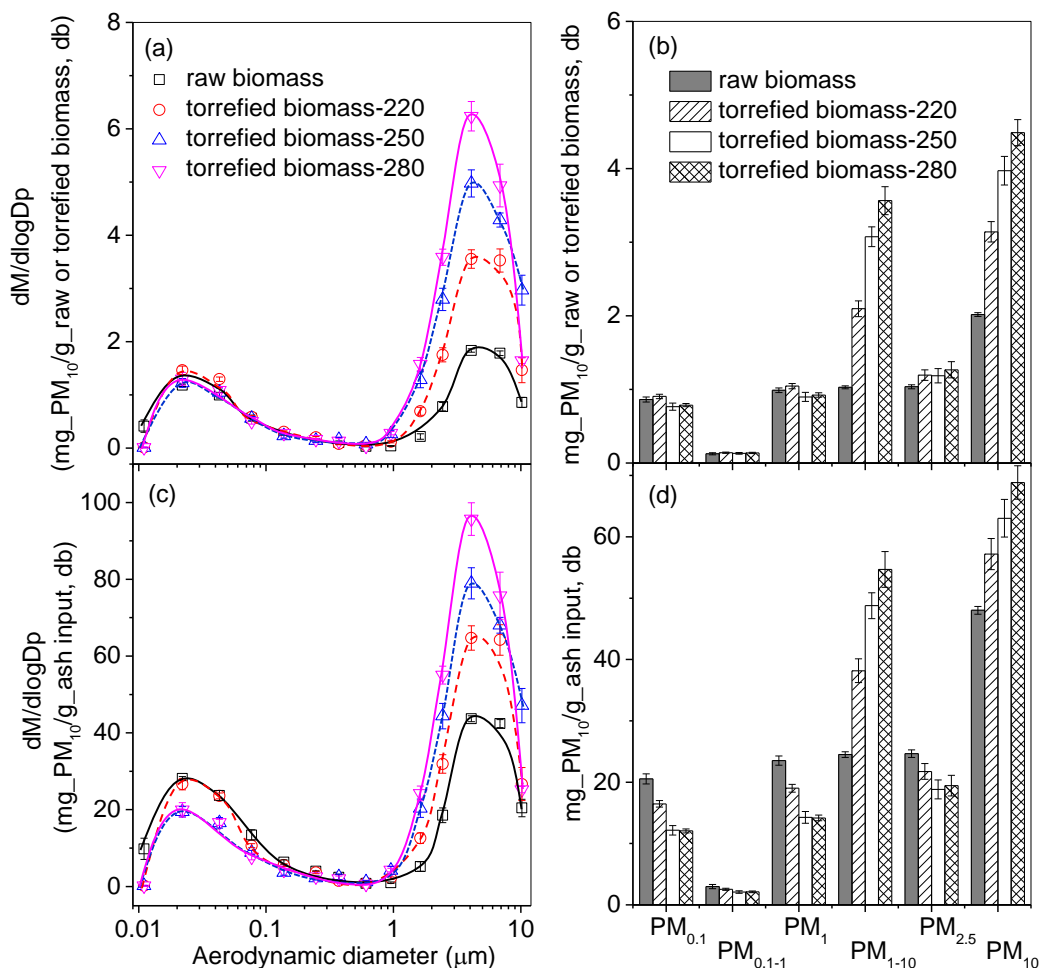 (a)
raw biomass
torrefied biomass-220
torrefied biomass-250
torrefied biomass-280
dM/dlogDp
(mg_PM10/g_raw or torrefied biomass, db)
8
6
4
2
0
(b)
raw biomass
torrefied biomass-220
torrefied biomass-250
torrefied biomass-280
mg_PM10/g_raw or torrefied biomass, db
6
4
2
0
(c)
dM/dlogDp
(mg_PM10/g_ash input, db)
100
80
60
40
20
0
0.01 0.1 1 10
Aerodynamic diameter (μm)
(d)
mg_PM10/g_ash input, db
60
40
20
0
PM0.1 PM0.1-1 PM1 PM1-10 PM2.5 PM10